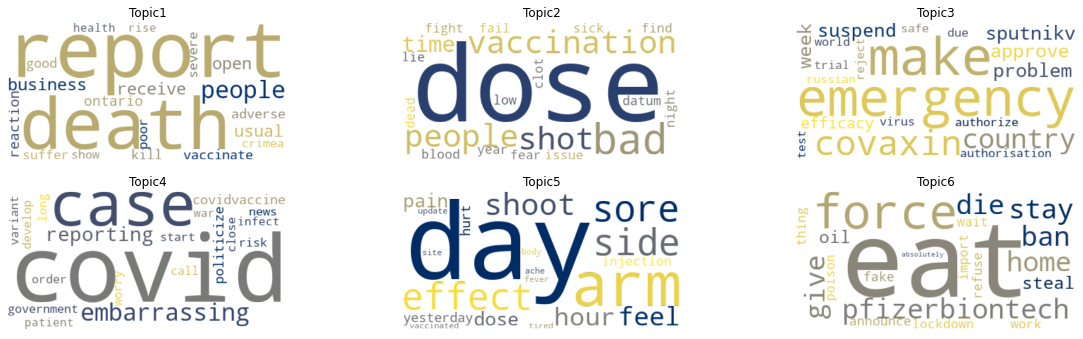 Topic1
health rise
report
good severe open
business receive people
reaction ontario adverse
death
poor usual
crimea
suffer show kill vaccinate
Topic2
fight fail sick find
time vaccination
lie clot
dose
low datum
dead night
people shot bad
blood year fear issue
Topic3
suspend safe due sputnikv
week world make approve
trial reject problem
russian
emergency
efficacy virus authorize
test covaxin country
authorisation
Topic4
case covidvaccine
war news
variant develop long infect
reporting start politicize close risk
covid
order worry call
government embarrassing
patient
Topic5
pain shoot sore
update hurt
day side
site body injection
ache arm
fever
effect
yesterday dose hour feel
vaccinated tired
Topic6
force die stay
thing wait
oil ban
eat
absolutely import home
give poison fake refuse steal
pfizerbiontech
announce lockdown work